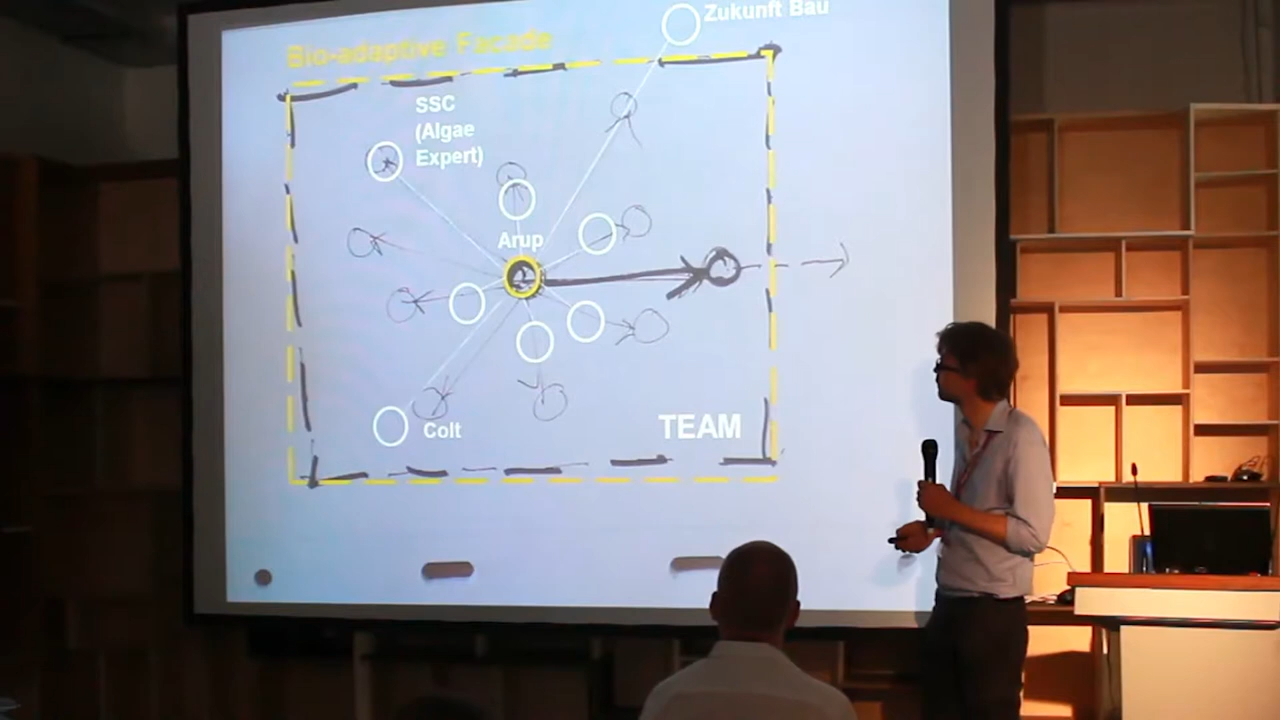 Zukunft Bau
Bio-adaptive Facade
SSC
(Algae
Expert)
Arup
Colt
TEAM